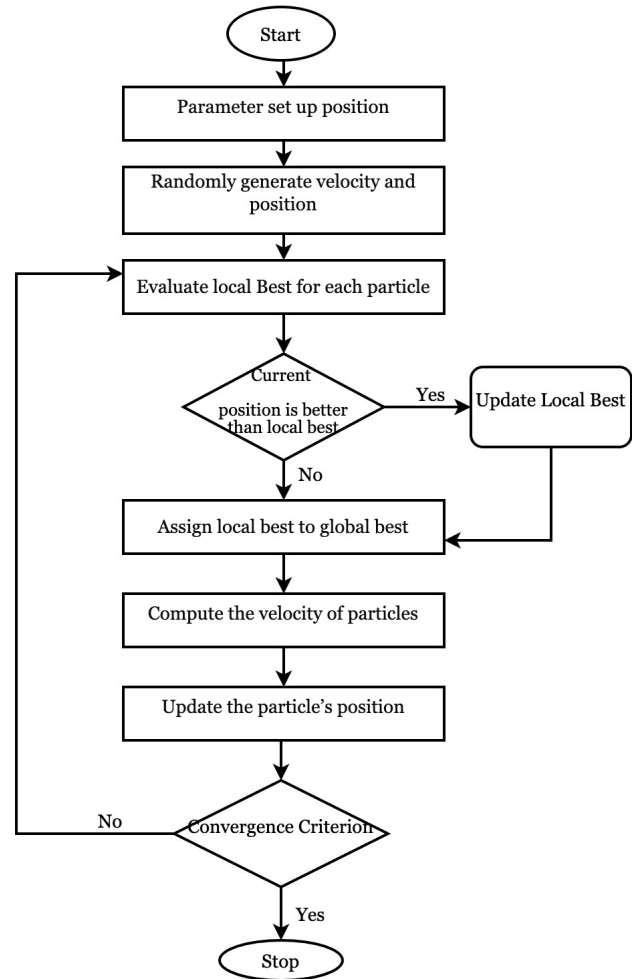 Start
Parameter set up position
Randomly generate velocity and
position
Evaluate local Best for each particle
Current
position is better
than local best
Yes
Update Local Best
No
Assign local best to global best
Compute the velocity of particles
Update the particle’s position
No
Convergence Criterion
Yes
Stop